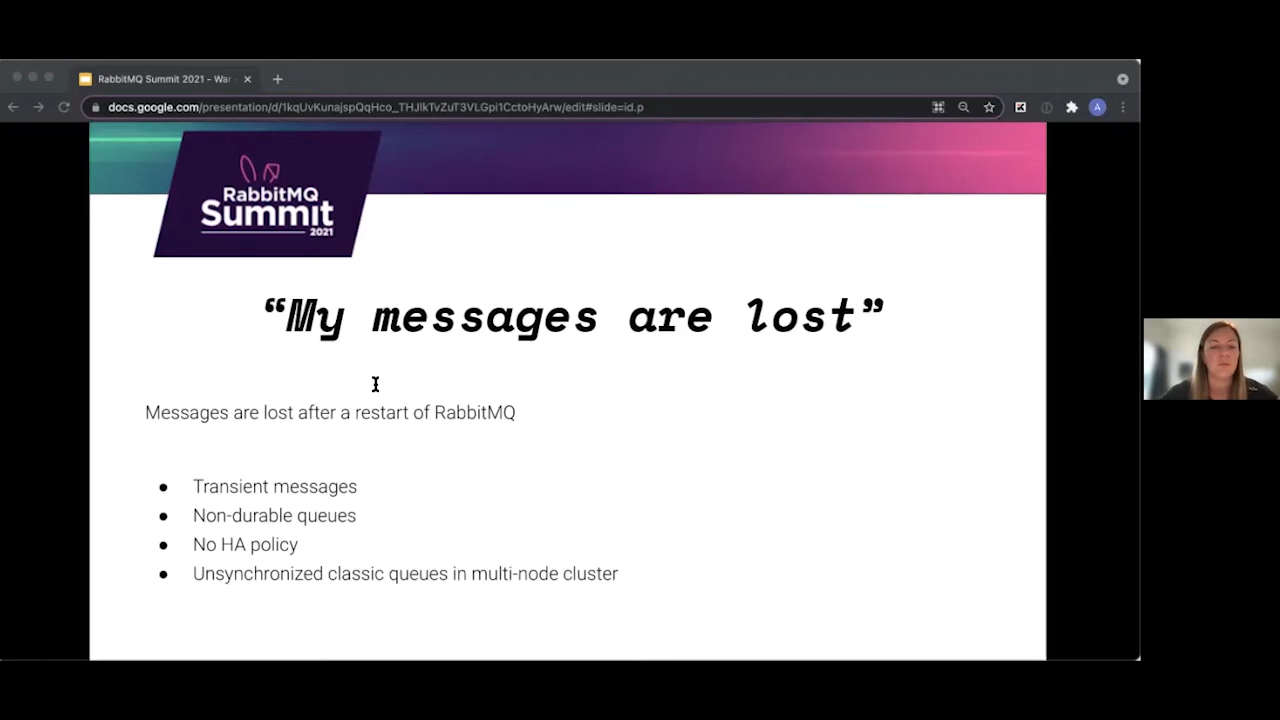 RabbitMQ Summit 2021 - War
docs.google.com/presentation/d/1kqUvKunajspQqHco_THJlkTvZuT3VLGpi1CctoHyArw/edit#slide=id.p
A
RabbitMQ
Summit
2021
“My messages are lost”
Messages are lost after a restart of RabbitMQ
● Transient messages
● Non-durable queues
● No HA policy
● Unsynchronized classic queues in multi-node cluster